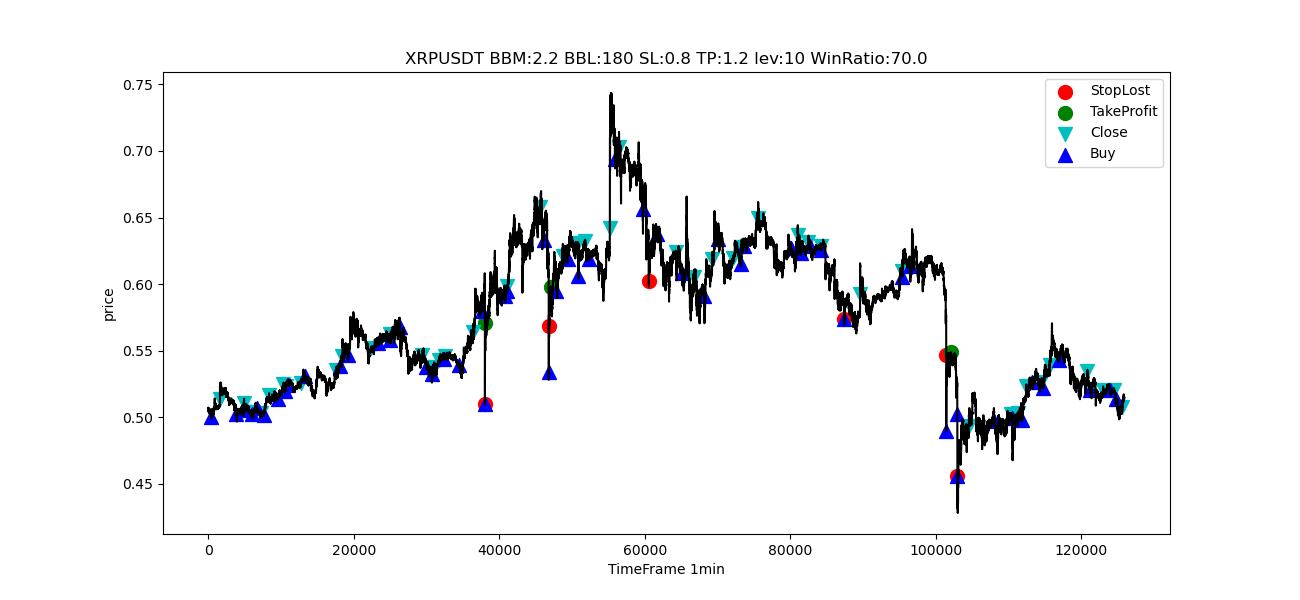 XRPUSDT BBM:2.2 BBL:180 SL:0.8 TP:1.2 lev:10 WinRatio:70.0
StopLost
TakeProfit
Close
Buy
0.75
0.70
0.65
0.60
0.55
0.50
0.45
price
0 20000 40000 60000 80000 100000 120000
TimeFrame 1min